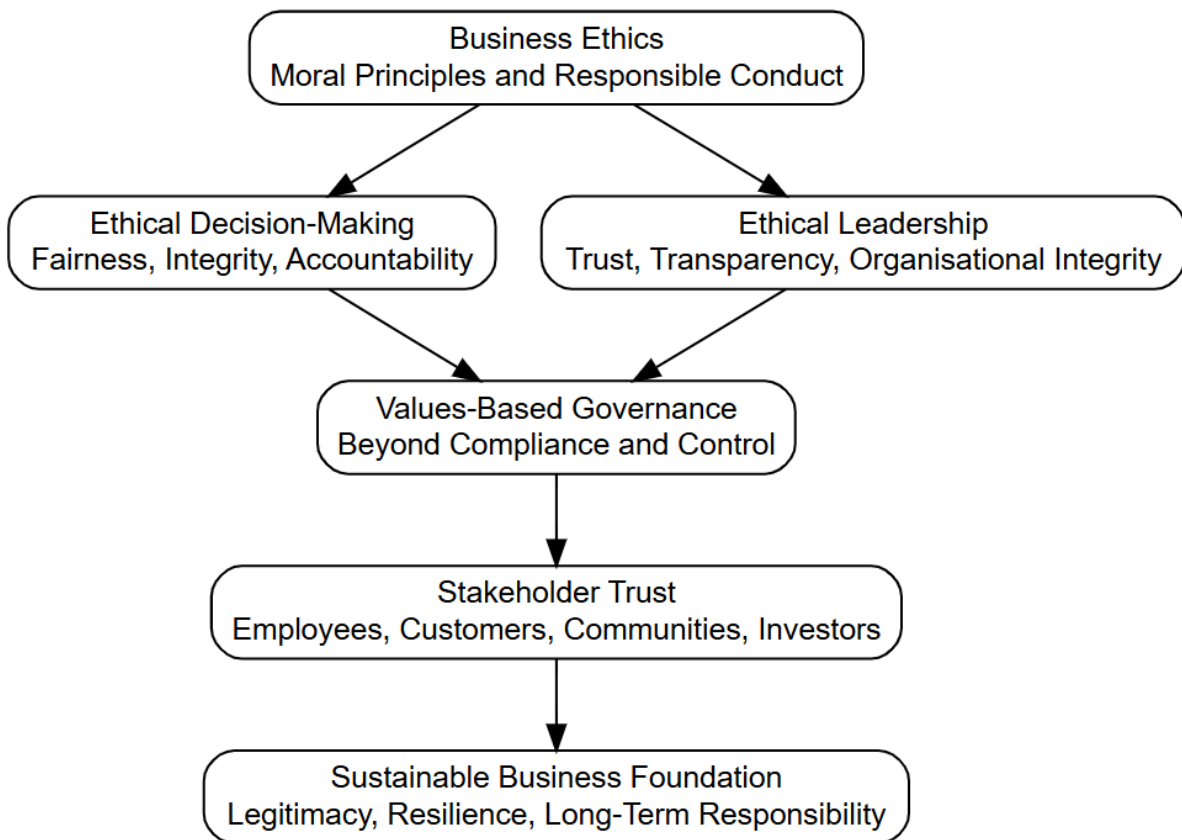 Business Ethics
Moral Principles and Responsible Conduct
Ethical Decision-Making
Fairness, Integrity, Accountability
Ethical Leadership
Trust, Transparency, Organisational Integrity
Values-Based Governance
Beyond Compliance and Control
Stakeholder Trust
Employees, Customers, Communities, Investors
Sustainable Business Foundation
Legitimacy, Resilience, Long-Term Responsibility